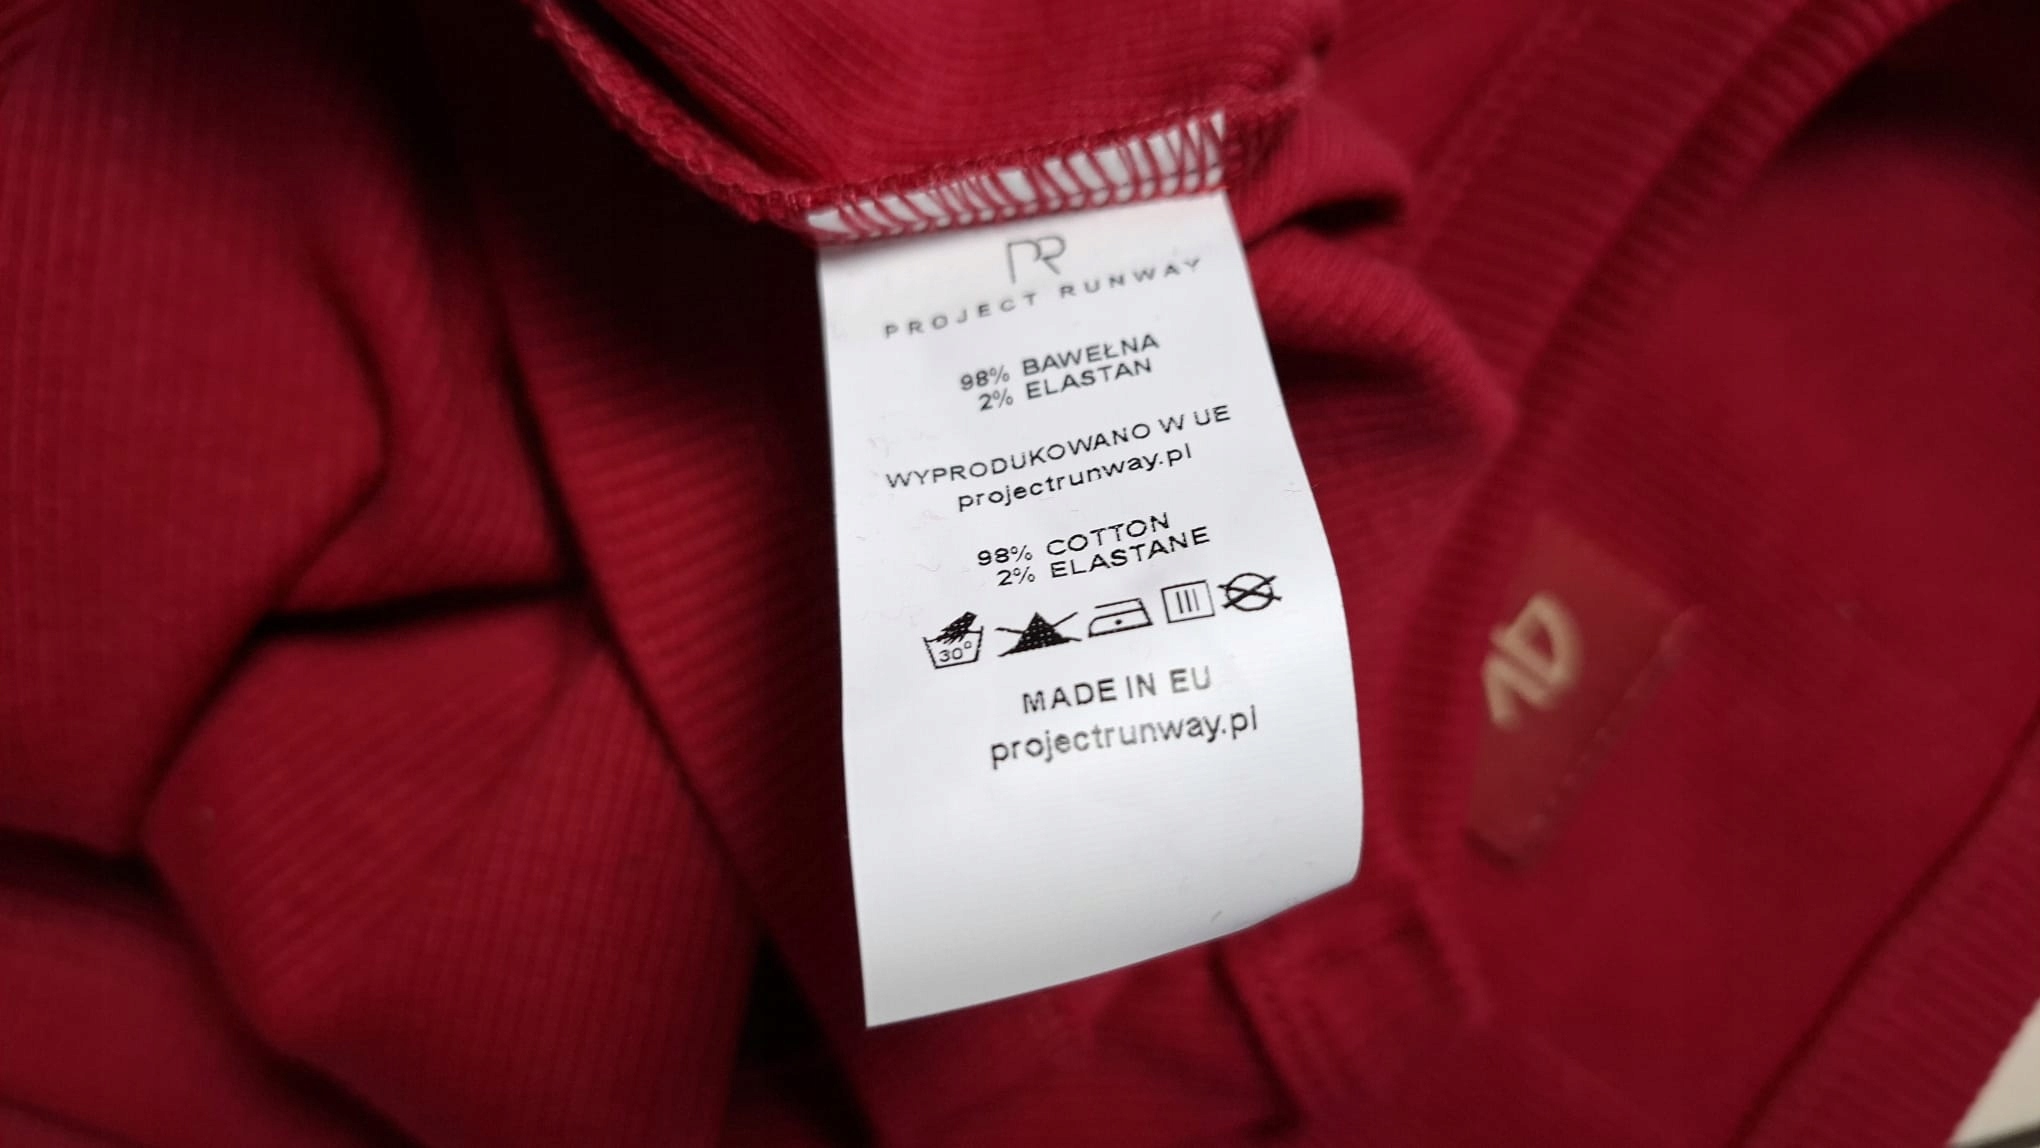 PR
PROJECT RUNWAY
98% BAWEŁNA
2% ELASTAN
WYPRODUKOWANO W UE
projectrunway.pl
98% COTTON
2% ELASTANE
30°
MADE IN EU
projectrunway.pl